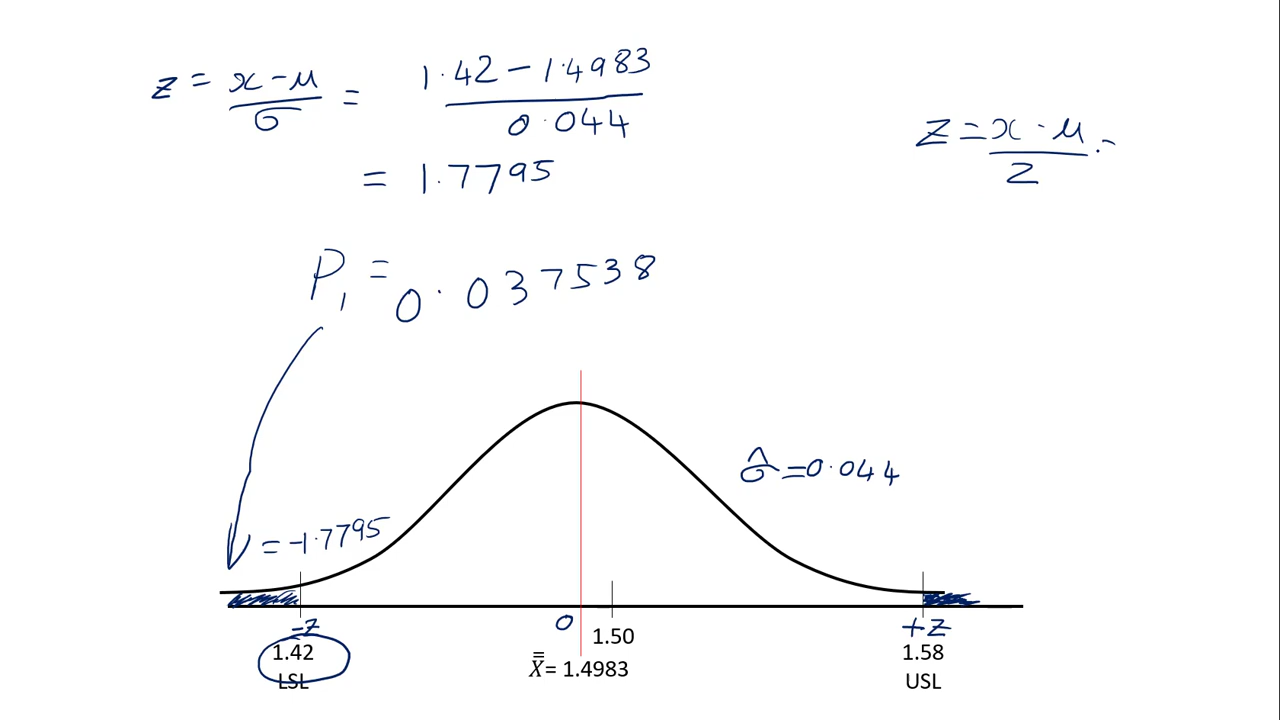 z = x - μ / σ = 1.42 - 1.4983 / 0.044
= 1.7795
z = x - μ / 2 =
P₁ = 0.037538
σ̂ = 0.044
= -1.7795
-z 0 +z
1.42 1.50 1.58
LSL X̿ = 1.4983 USL